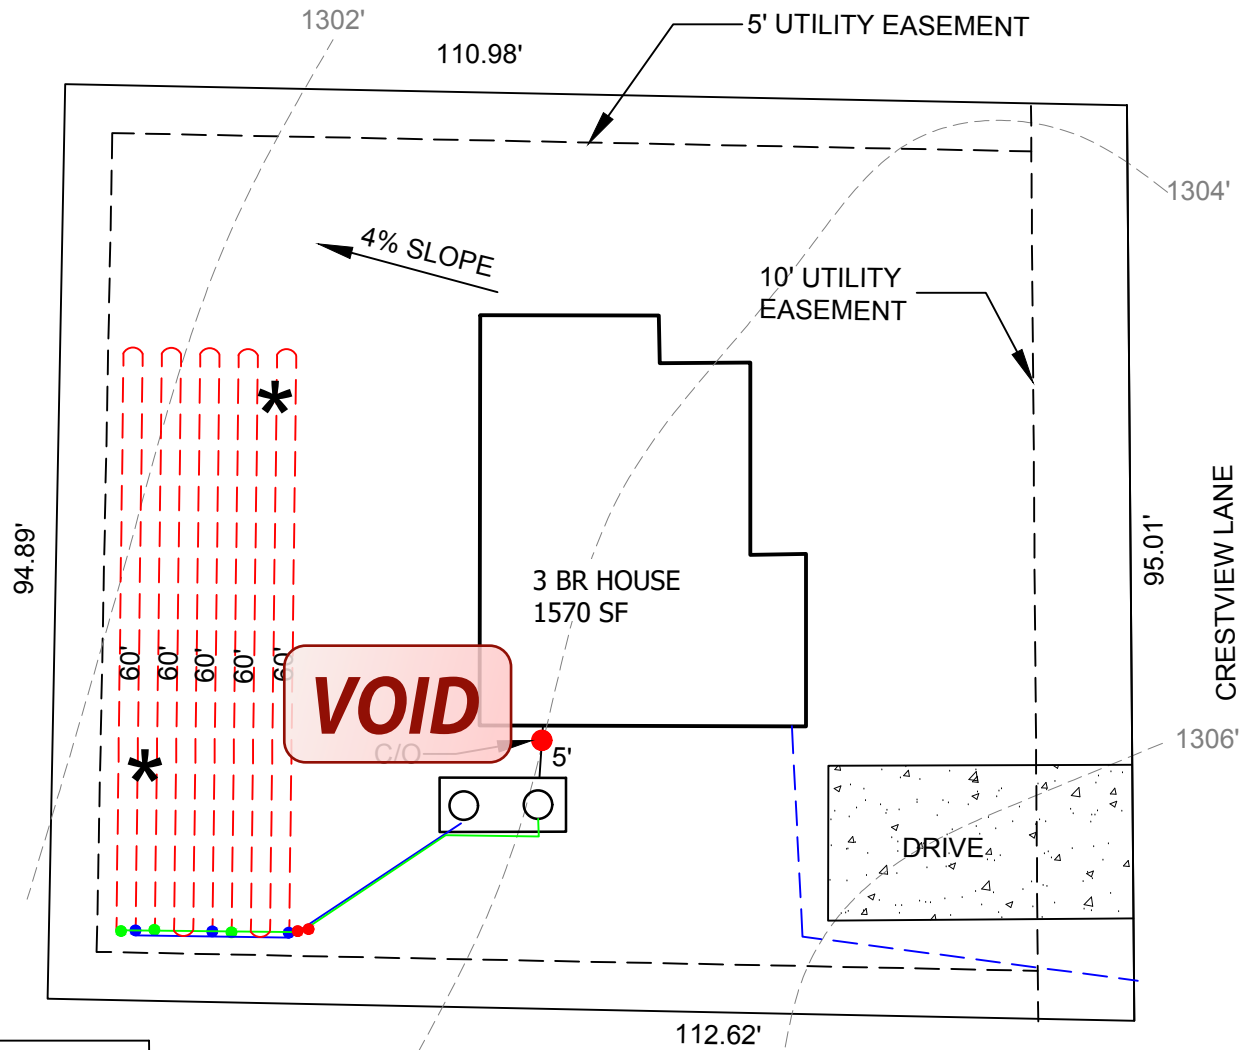 1302'
5' UTILITY EASEMENT
110.98'
1304'
4% SLOPE
10' UTILITY
EASEMENT
94.89'
95.01'
CRESTVIEW LANE
*
3 BR HOUSE
1570 SF
60'
60'
60'
60'
60'
VOID
C/O
5'
*
1306'
DRIVE
112.62'